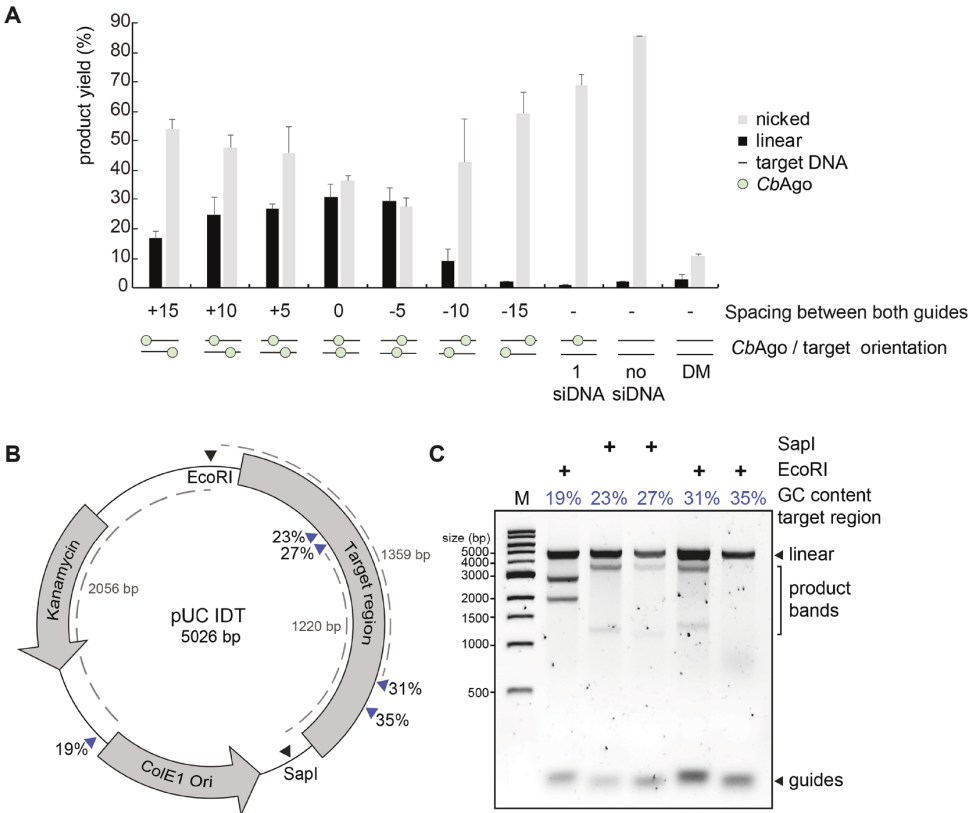 A
product yield (%)
90
80
70
60
50
40
30
20
10
0
nicked
linear
target DNA
CbAgo
+15 +10 +5 0 -5 -10 -15 - - - Spacing between both guides
CbAgo / target orientation
1 siDNA
no siDNA
DM
B
EcoRI
23%
27%
Target region
1359 bp
Kanamycin
2056 bp
pUC IDT
5026 bp
1220 bp
31%
35%
19%
ColE1 Ori
SapI
C
+ + SapI
+ + + EcoRI
M 19% 23% 27% 31% 35% GC content
target region
size (bp)
5000
4000
3000
2000
1500
1000
500
linear
product
bands
guides